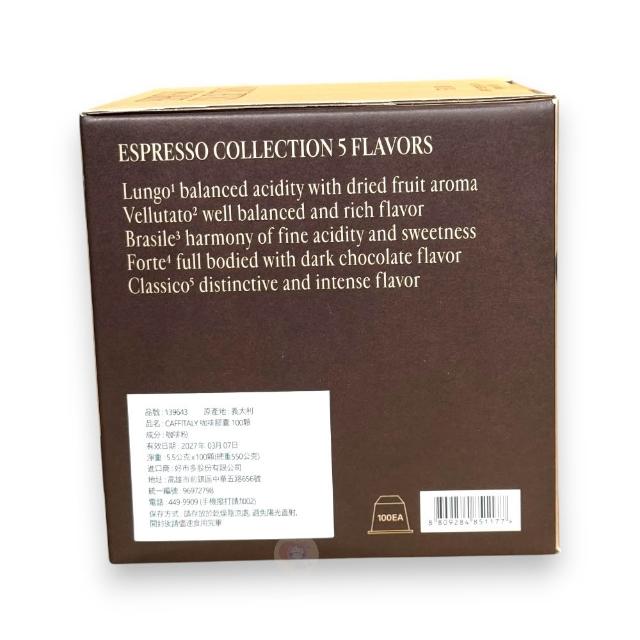 ESPRESSO COLLECTION 5 FLAVORS
Lungo¹ balanced acidity with dried fruit aroma
Vellutato² well balanced and rich flavor
Brasile³ harmony of fine acidity and sweetness
Forte⁴ full bodied with dark chocolate flavor
Classico⁵ distinctive and intense flavor
品號 : 139643 原產地 : 義大利
品名 : CAFFITALY 咖啡膠囊 100顆
成分 : 咖啡粉
有效日期 : 2027年 03月 07日
淨重 : 5.5公克 x 100顆(總重550公克)
進口商 : 好市多股份有限公司
地址 : 高雄市前鎮區中華五路656號
統一編號 : 96972798
電話 : 449-9909 (手機撥打請加02)
保存方式 : 請存放於乾燥陰涼處, 避免陽光直射,
開封後請儘速食用完畢
100EA
8 809284 851177